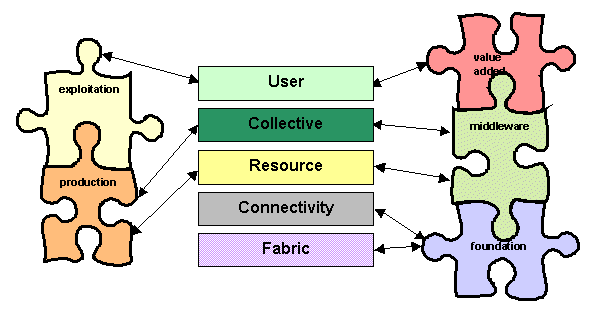 exploitation
production
User
Collective
Resource
Connectivity
Fabric
value
added
middleware
foundation